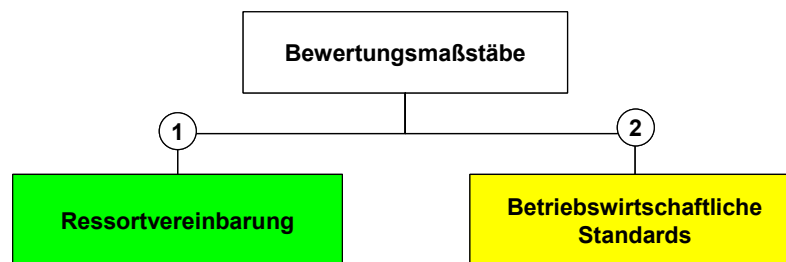 Bewertungsmaßstäbe
1
2
Ressortvereinbarung
Betriebswirtschaftliche
Standards